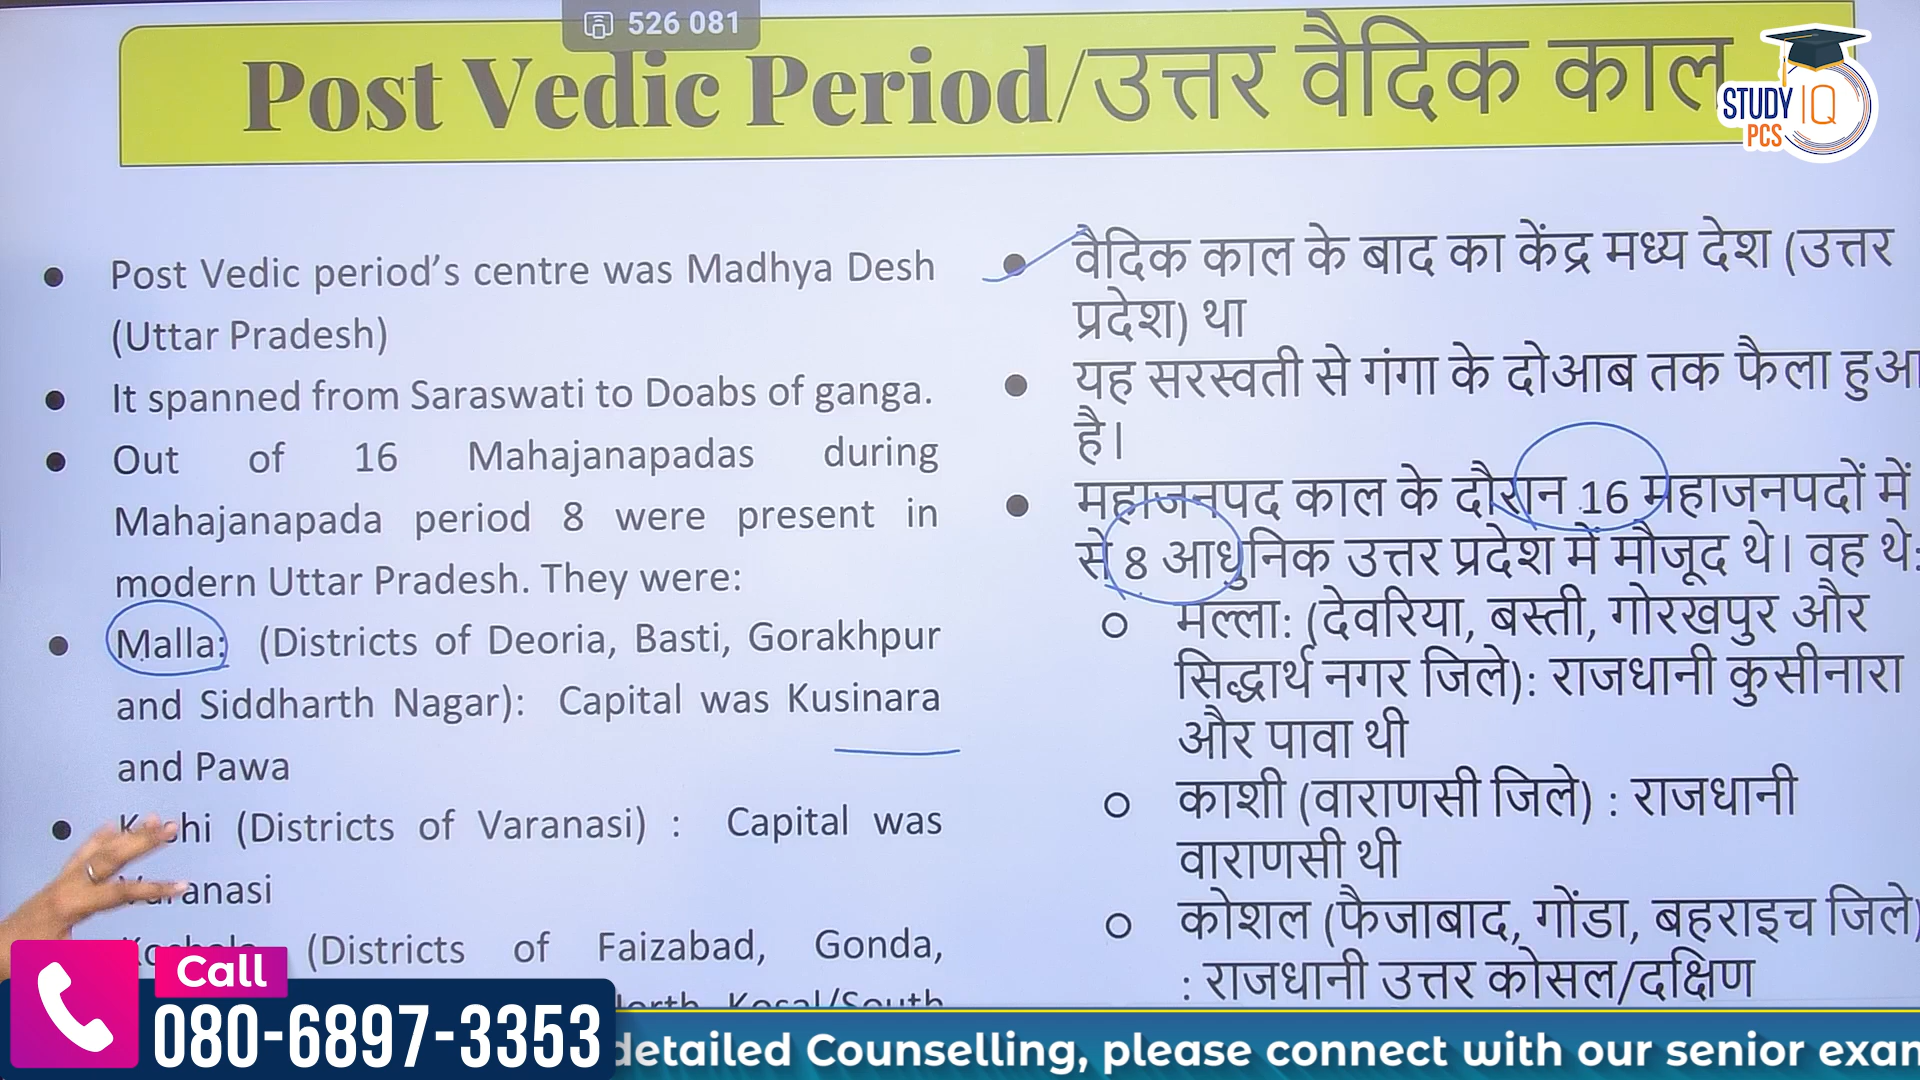 526 081
Post Vedic Period/उत्तर वैदिक काल
STUDY IQ
PCS
● Post Vedic period’s centre was Madhya Desh
(Uttar Pradesh)
● It spanned from Saraswati to Doabs of ganga.
● Out of 16 Mahajanapadas during
Mahajanapada period 8 were present in
modern Uttar Pradesh. They were:
● Malla: (Districts of Deoria, Basti, Gorakhpur
and Siddharth Nagar): Capital was Kusinara
and Pawa
● (Districts of Varanasi) : Capital was
(Districts of Faizabad, Gonda,
Kosal/South
● वैदिक काल के बाद का केंद्र मध्य देश (उत्तर
प्रदेश) था
● यह सरस्वती से गंगा के दोआब तक फैला हुआ
है।
● महाजनपद काल के दौरान 16 महाजनपदों में
से 8 आधुनिक उत्तर प्रदेश में मौजूद थे। वह थे:
○ मल्ला: (देवरिया, बस्ती, गोरखपुर और
सिद्धार्थ नगर जिले): राजधानी कुसीनारा
और पावा थी
○ काशी (वाराणसी जिले) : राजधानी
वाराणसी थी
○ कोशल (फैजाबाद, गोंडा, बहराइच जिले)
: राजधानी उत्तर कोसल/दक्षिण
Call
080-6897-3353
detailed Counselling, please connect with our senior exam